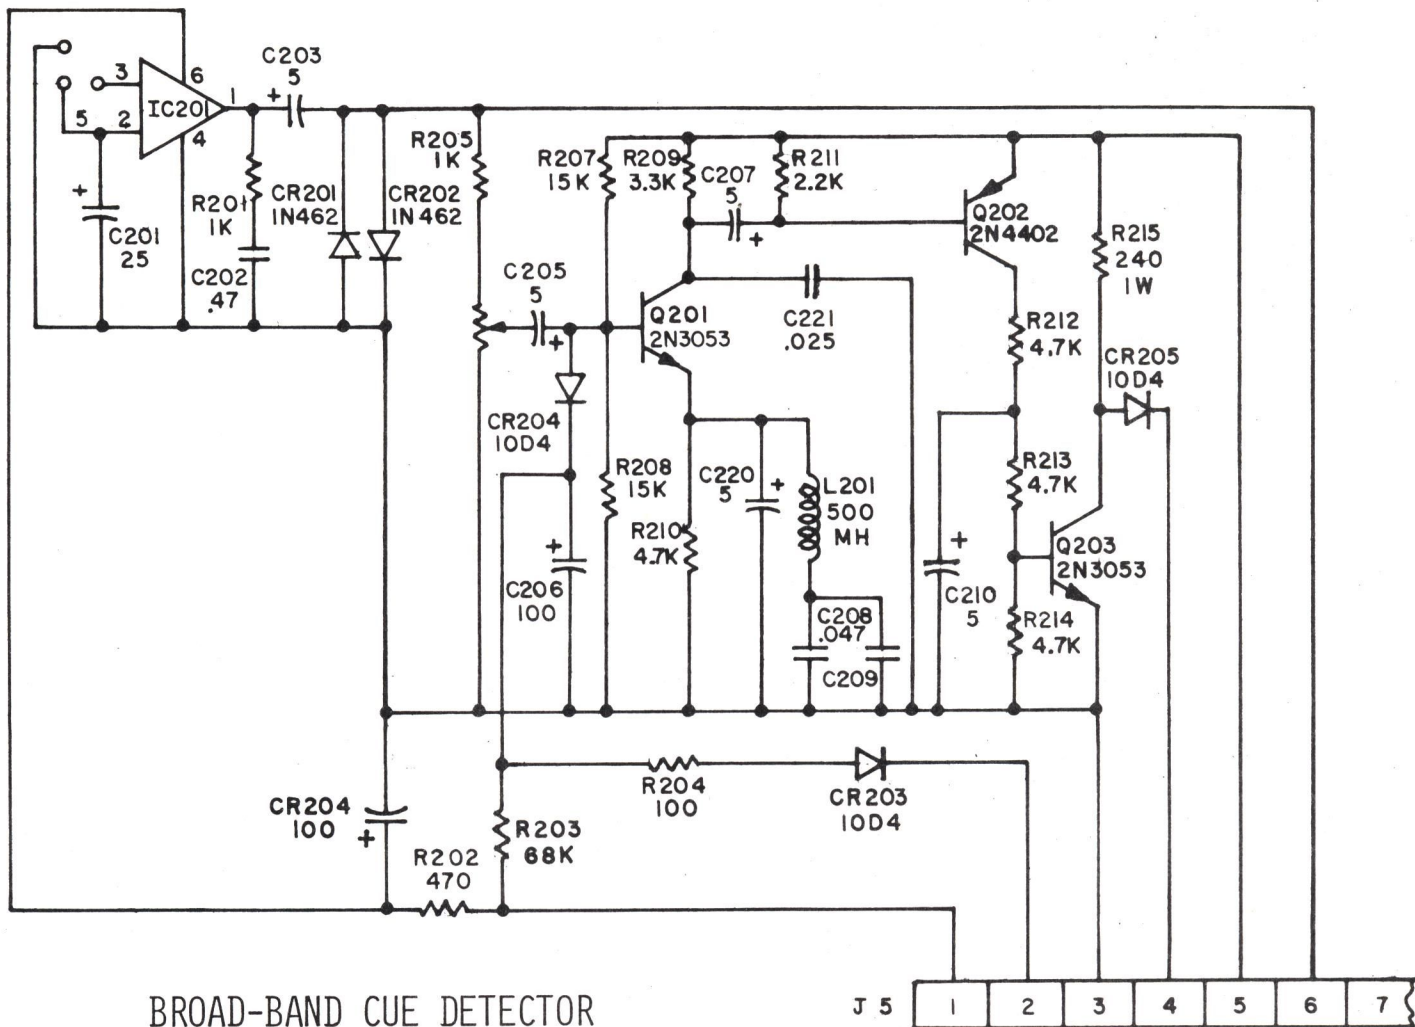 C203
5
3
6
1
+
IC201
5
2
4
+
C201
25
R201
1K
C202
.47
CR201
1N462
CR202
1N462
R205
1K
R207
15K
R209
3.3K
C207
5
+
R211
2.2K
C205
5
+
Q201
2N3053
C221
.025
Q202
2N4402
R215
240
1W
R212
4.7K
CR205
10D4
CR204
10D4
R208
15K
C220
5
+
L201
500
MH
R213
4.7K
+
C206
100
R210
4.7K
+
C210
5
Q203
2N3053
C208
.047
C209
R214
4.7K
CR204
100
+
R204
100
CR203
10D4
R203
68K
R202
470
BROAD-BAND CUE DETECTOR
J5 1 2 3 4 5 6 7